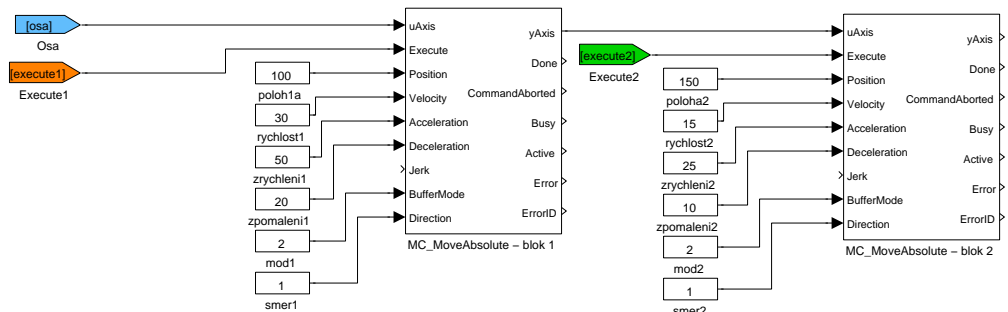 [osa]
Osa
[execute1]
Execute1
100
poloh1a
30
rychlost1
50
zrychleni1
20
zpomaleni1
2
mod1
1
smer1
uAxis
Execute
Position
Velocity
Acceleration
Deceleration
Jerk
BufferMode
Direction
yAxis
Done
CommandAborted
Busy
Active
Error
ErrorID
MC_MoveAbsolute – blok 1
[execute2]
Execute2
150
poloha2
15
rychlost2
25
zrychleni2
10
zpomaleni2
2
mod2
1
smer2
uAxis
Execute
Position
Velocity
Acceleration
Deceleration
Jerk
BufferMode
Direction
yAxis
Done
CommandAborted
Busy
Active
Error
ErrorID
MC_MoveAbsolute – blok 2